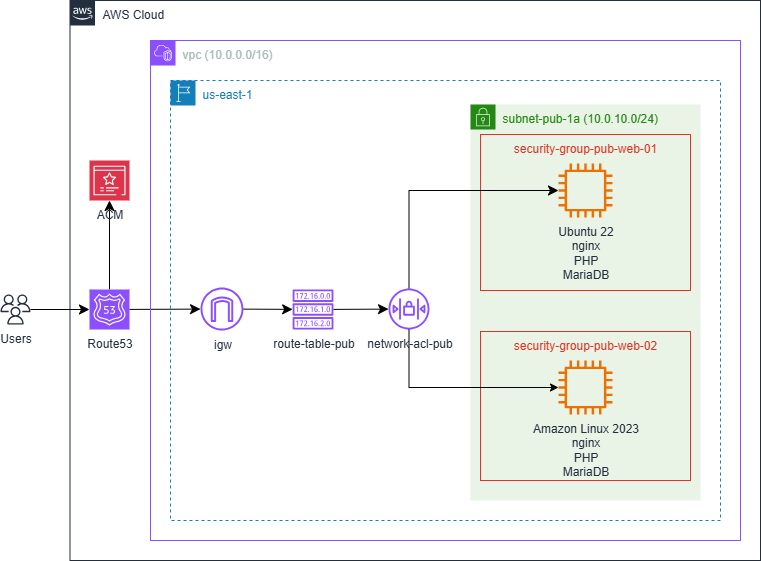 aws
AWS Cloud
vpc (10.0.0.0/16)
us-east-1
subnet-pub-1a (10.0.10.0/24)
security-group-pub-web-01
Ubuntu 22
nginx
PHP
MariaDB
ACM
Users
53
Route53
igw
172.16.0.0
172.16.1.0
172.16.2.0
route-table-pub
network-acl-pub
security-group-pub-web-02
Amazon Linux 2023
nginx
PHP
MariaDB